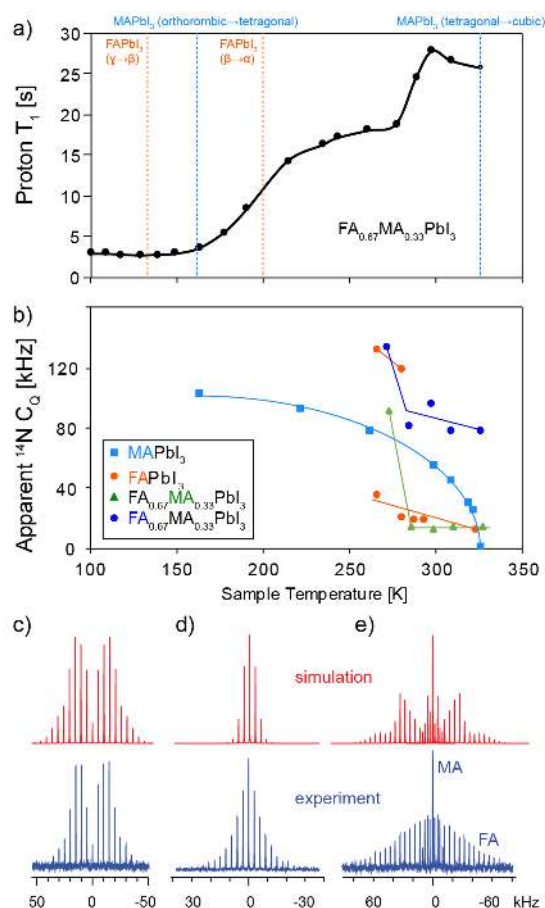 a)
MAPbI₃ (orthorombic→tetragonal)
MAPbI₃ (tetragonal→cubic)
FAPbI₃
(γ→β)
FAPbI₃
(β→α)
Proton T₁ [s]
30
25
20
15
10
5
0
FA₀.₆₇MA₀.₃₃PbI₃
b)
Apparent ¹⁴N C_Q [kHz]
120
80
40
0
MAPbI₃
FAPbI₃
FA₀.₆₇MA₀.₃₃PbI₃
FA₀.₆₇MA₀.₃₃PbI₃
100 150 200 250 300 350
Sample Temperature [K]
c) d) e)
simulation
experiment
MA
FA
50 0 -50 30 0 -30 60 0 -60 kHz